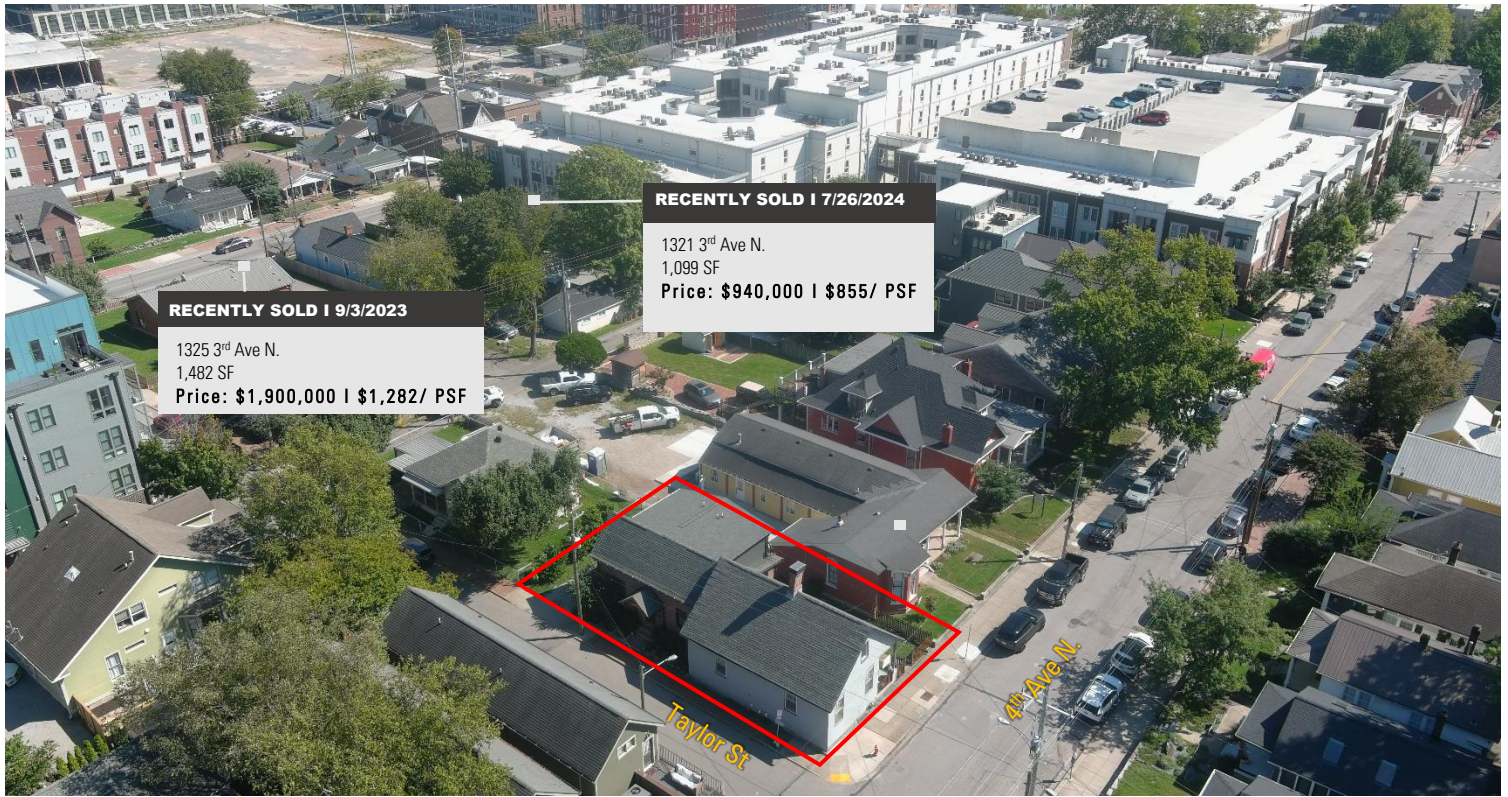 RECENTLY SOLD I 7/26/2024
1321 3rd Ave N.
1,099 SF
Price: $940,000 I $855/ PSF
RECENTLY SOLD I 9/3/2023
1325 3rd Ave N.
1,482 SF
Price: $1,900,000 I $1,282/ PSF
Taylor St
4th Ave N.